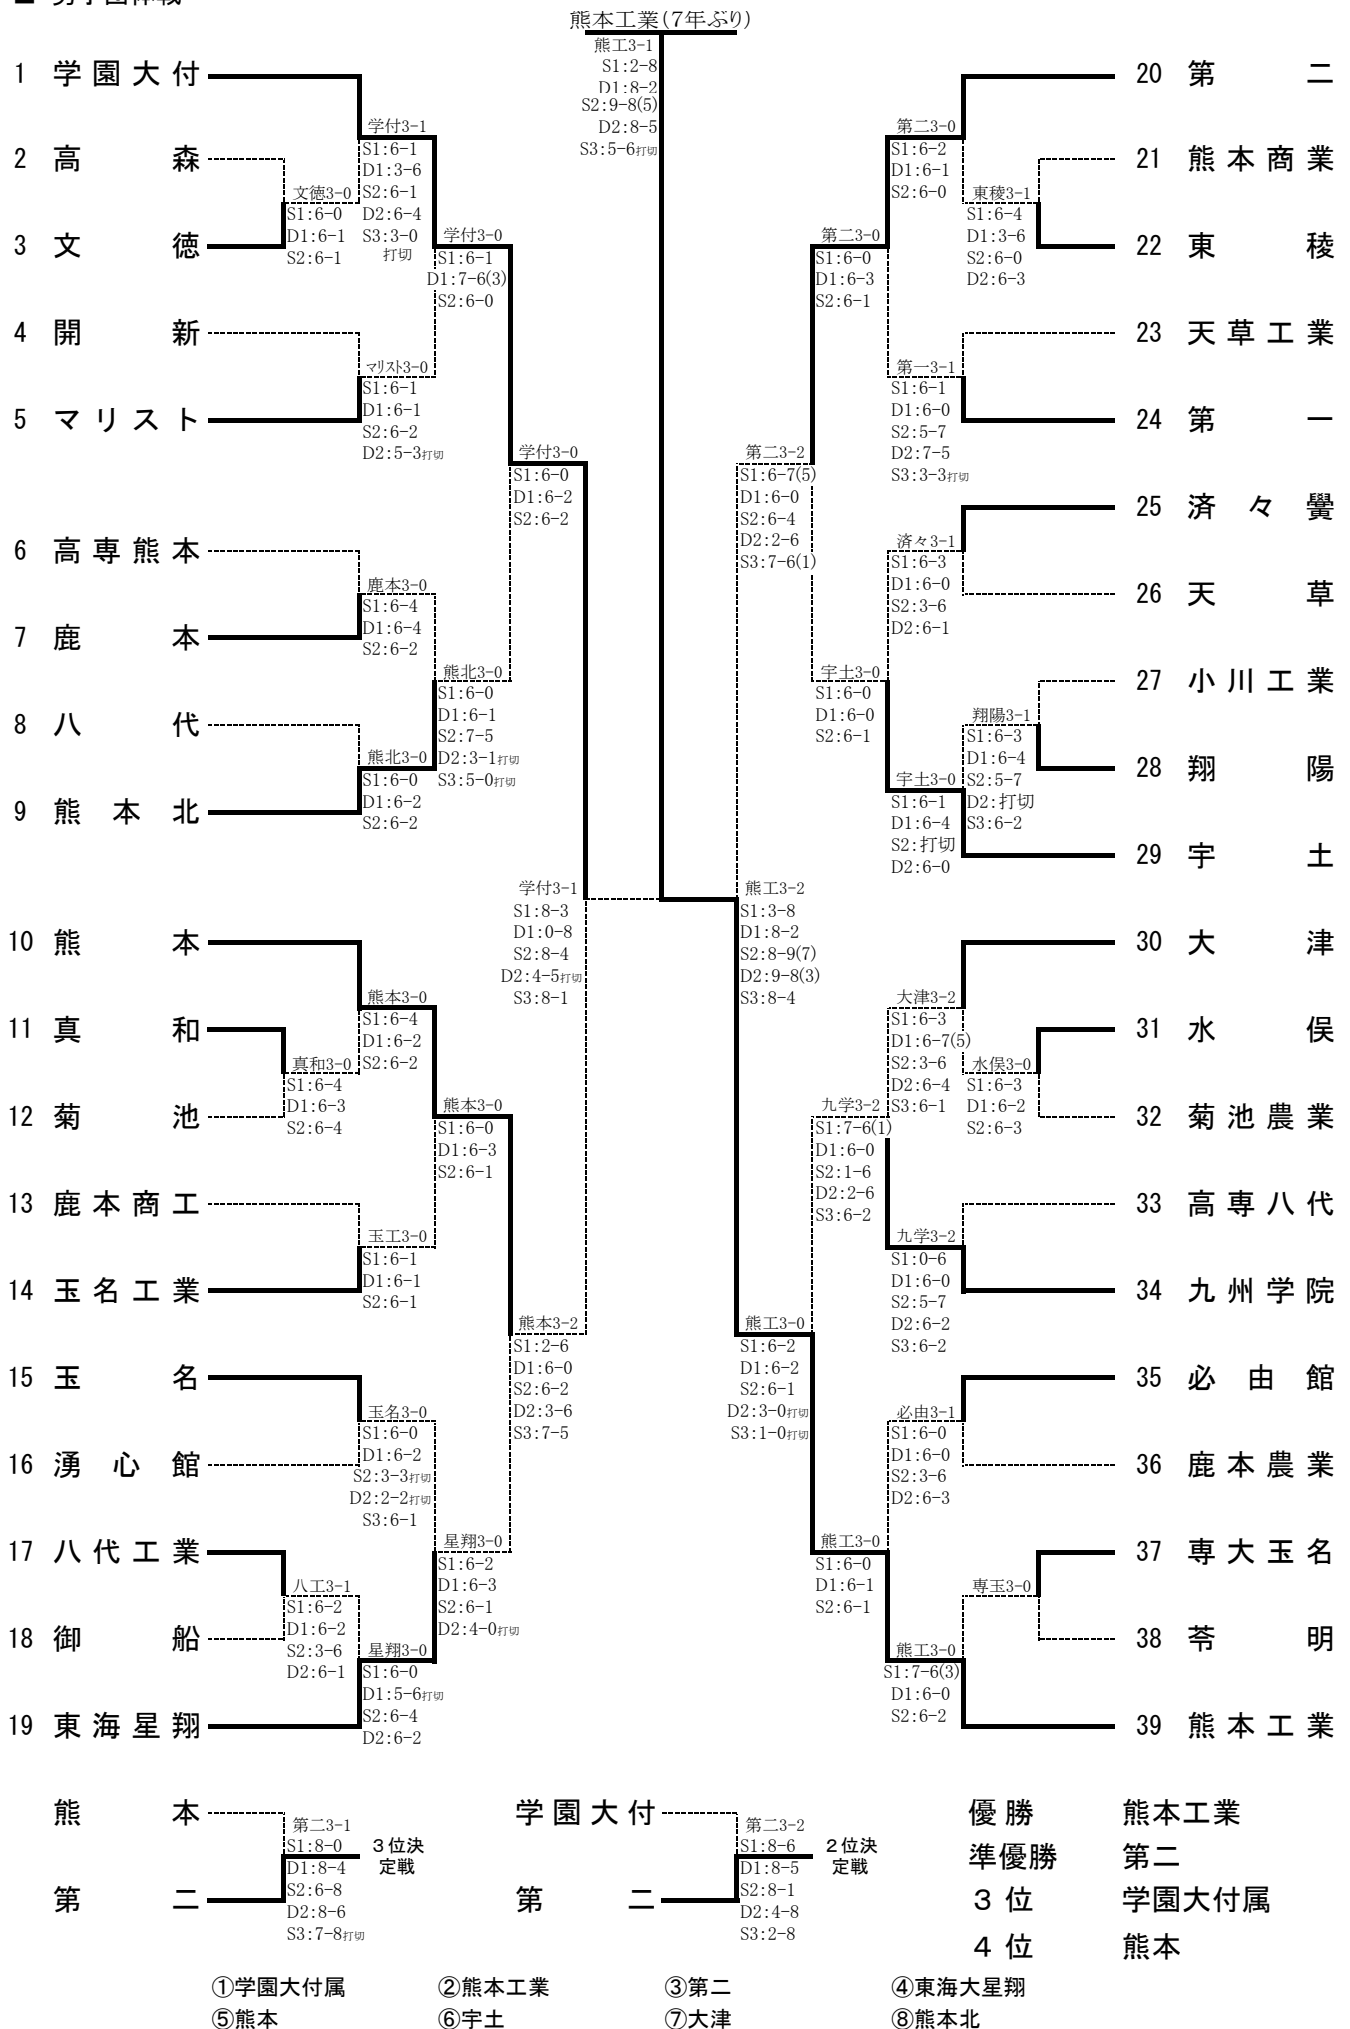 熊本工業(7年ぶり)
熊工3-1
S1:2-8
D1:8-2
S2:9-8(5)
D2:8-5
S3:5-6打切
1 学園大付
2 高森
3 文徳
4 開新
5 マリスト
6 高専熊本
7 鹿本
8 八代
9 熊本北
10 熊本
11 真和
12 菊池
13 鹿本商工
14 玉名工業
15 玉名
16 湧心館
17 八代工業
18 御船
19 東海星翔
文徳3-0
S1:6-0
D1:6-1
S2:6-1
真和3-0
S1:6-4
D1:6-3
S2:6-4
八工3-1
S1:6-2
D1:6-2
S2:3-6
D2:6-1
学付3-1
S1:6-1
D1:3-6
S2:6-1
D2:6-4
S3:3-0
打切
マリスト3-0
S1:6-1
D1:6-1
S2:6-2
D2:5-3打切
鹿本3-0
S1:6-4
D1:6-4
S2:6-2
熊北3-0
S1:6-0
D1:6-2
S2:6-2
熊本3-0
S1:6-4
D1:6-2
S2:6-2
玉工3-0
S1:6-1
D1:6-1
S2:6-1
玉名3-0
S1:6-0
D1:6-2
S2:3-3打切
D2:2-2打切
S3:6-1
星翔3-0
S1:6-0
D1:5-6打切
S2:6-4
D2:6-2
学付3-0
S1:6-1
D1:7-6(3)
S2:6-0
熊北3-0
S1:6-0
D1:6-1
S2:7-5
D2:3-1打切
S3:5-0打切
熊本3-0
S1:6-0
D1:6-3
S2:6-1
星翔3-0
S1:6-2
D1:6-3
S2:6-1
D2:4-0打切
学付3-0
S1:6-0
D1:6-2
S2:6-2
熊本3-2
S1:2-6
D1:6-0
S2:6-2
D2:3-6
S3:7-5
学付3-1
S1:8-3
D1:0-8
S2:8-4
D2:4-5打切
S3:8-1
熊工3-2
S1:3-8
D1:8-2
S2:8-9(7)
D2:9-8(3)
S3:8-4
第二3-2
S1:6-7(5)
D1:6-0
S2:6-4
D2:2-6
S3:7-6(1)
熊工3-0
S1:6-2
D1:6-2
S2:6-1
D2:3-0打切
S3:1-0打切
第二3-0
S1:6-0
D1:6-3
S2:6-1
宇土3-0
S1:6-0
D1:6-0
S2:6-1
九学3-2
S1:7-6(1)
D1:6-0
S2:1-6
D2:2-6
S3:6-2
熊工3-0
S1:6-0
D1:6-1
S2:6-1
第二3-0
S1:6-2
D1:6-1
S2:6-0
第一3-1
S1:6-1
D1:6-0
S2:5-7
D2:7-5
S3:3-3打切
済々3-1
S1:6-3
D1:6-0
S2:3-6
D2:6-1
宇土3-0
S1:6-1
D1:6-4
S2:打切
D2:6-0
大津3-2
S1:6-3
D1:6-7(5)
S2:3-6
D2:6-4
S3:6-1
九学3-2
S1:0-6
D1:6-0
S2:5-7
D2:6-2
S3:6-2
必由3-1
S1:6-0
D1:6-0
S2:3-6
D2:6-3
熊工3-0
S1:7-6(3)
D1:6-0
S2:6-2
東稜3-1
S1:6-4
D1:3-6
S2:6-0
D2:6-3
翔陽3-1
S1:6-3
D1:6-4
S2:5-7
D2:打切
S3:6-2
水俣3-0
S1:6-3
D1:6-2
S2:6-3
専玉3-0
20 第二
21 熊本商業
22 東稜
23 天草工業
24 第一
25 済々黌
26 天草
27 小川工業
28 翔陽
29 宇土
30 大津
31 水俣
32 菊池農業
33 高専八代
34 九州学院
35 必由館
36 鹿本農業
37 専大玉名
38 苓明
39 熊本工業
熊本
第二
第二3-1
S1:8-0
D1:8-4
S2:6-8
D2:8-6
S3:7-8打切
3位決
定戦
学園大付
第二
第二3-2
S1:8-6
D1:8-5
S2:8-1
D2:4-8
S3:2-8
2位決
定戦
優勝 熊本工業
準優勝 第二
3位 学園大付属
4位 熊本
①学園大付属 ②熊本工業 ③第二 ④東海大星翔
⑤熊本 ⑥宇土 ⑦大津 ⑧熊本北